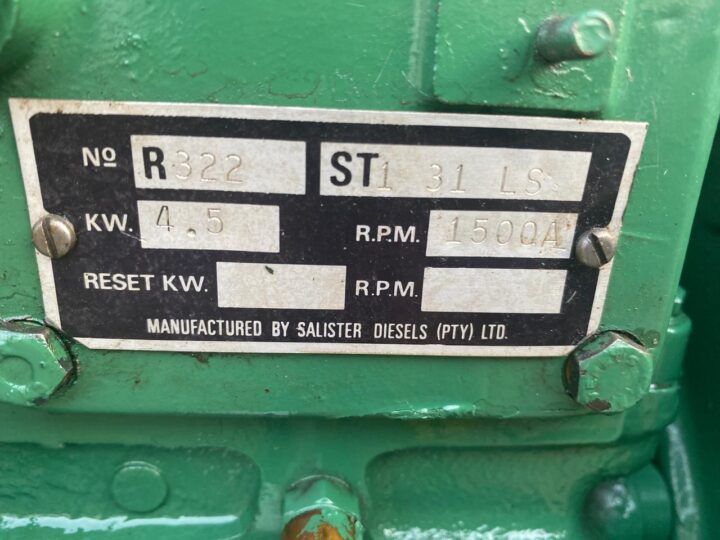 Nº R322 ST1 31 LS
KW. 4.5 R.P.M. 1500A
RESET KW. R.P.M.
MANUFACTURED BY SALISTER DIESELS (PTY) LTD.